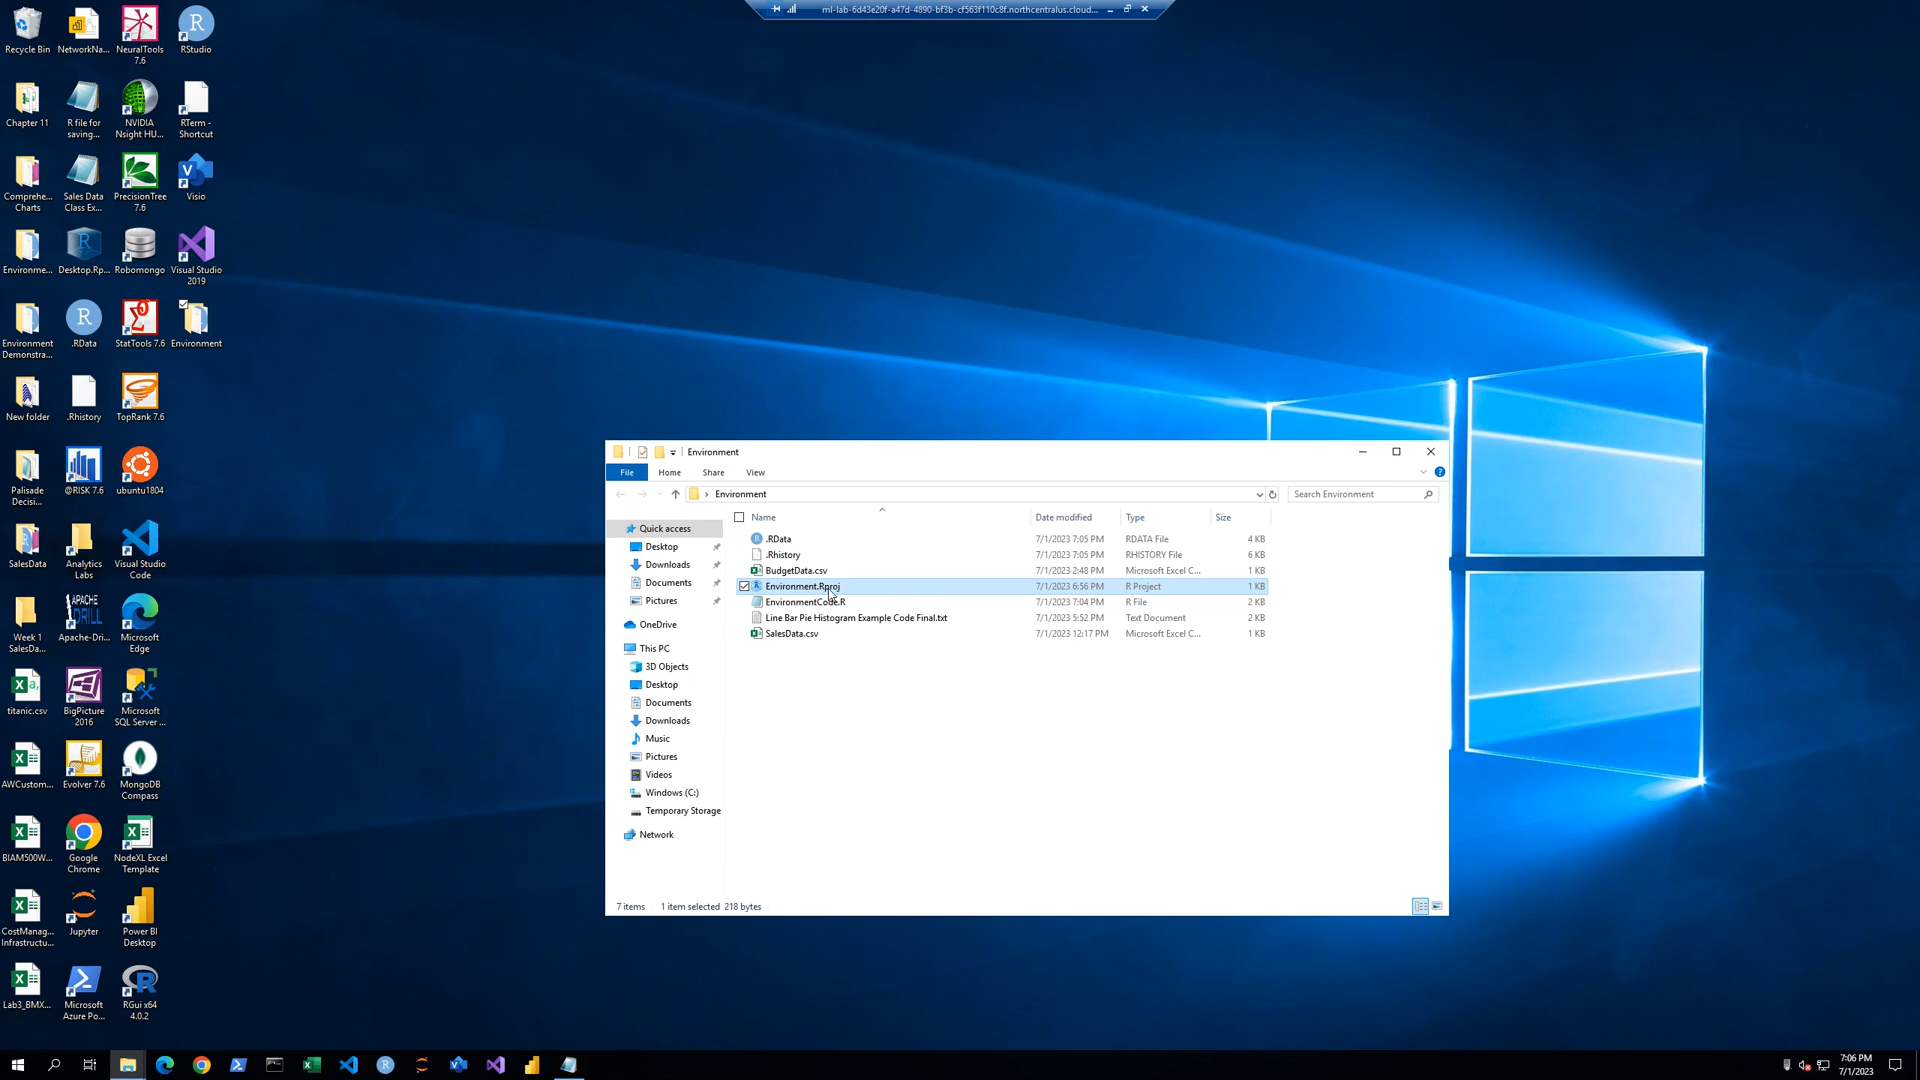 ml-lab-6d43e20f-a47d-4890-bf3b-cf563f110c8f.northcentralus.cloud...
Recycle Bin
NetworkNa...
NeuralTools 7.6
RStudio
Chapter 11
R file for saving...
NVIDIA Nsight HU...
RTerm - Shortcut
Comprehe... Charts
Sales Data Class Ex...
PrecisionTree 7.6
Visio
Environme...
Desktop.Rp...
Robomongo
Visual Studio 2019
Environment Demonstra...
.RData
StatTools 7.6
Environment
New folder
.Rhistory
TopRank 7.6
Palisade Decisi...
@RISK 7.6
ubuntu1804
SalesData
Analytics Labs
Visual Studio Code
Week 1 SalesDa...
Apache-Dri...
Microsoft Edge
titanic.csv
BigPicture 2016
Microsoft SQL Server ...
AWCustom...
Evolver 7.6
MongoDB Compass
BIAM500W...
Google Chrome
NodeXL Excel Template
CostManag... Infrastructu...
Jupyter
Power BI Desktop
Lab3_BMX...
Microsoft Azure Po...
RGui x64 4.0.2
Environment
File Home Share View
Environment
Search Environment
Name Date modified Type Size
.RData 7/1/2023 7:05 PM RDATA File 4 KB
.Rhistory 7/1/2023 7:05 PM RHISTORY File 6 KB
BudgetData.csv 7/1/2023 2:48 PM Microsoft Excel C... 1 KB
Environment.Rproj 7/1/2023 6:56 PM R Project 1 KB
EnvironmentCode.R 7/1/2023 7:04 PM R File 2 KB
Line Bar Pie Histogram Example Code Final.txt 7/1/2023 5:52 PM Text Document 2 KB
SalesData.csv 7/1/2023 12:17 PM Microsoft Excel C... 1 KB
Quick access
Desktop
Downloads
Documents
Pictures
OneDrive
This PC
3D Objects
Desktop
Documents
Downloads
Music
Pictures
Videos
Windows (C:)
Temporary Storage
Network
7 items 1 item selected 218 bytes
7:06 PM
7/1/2023